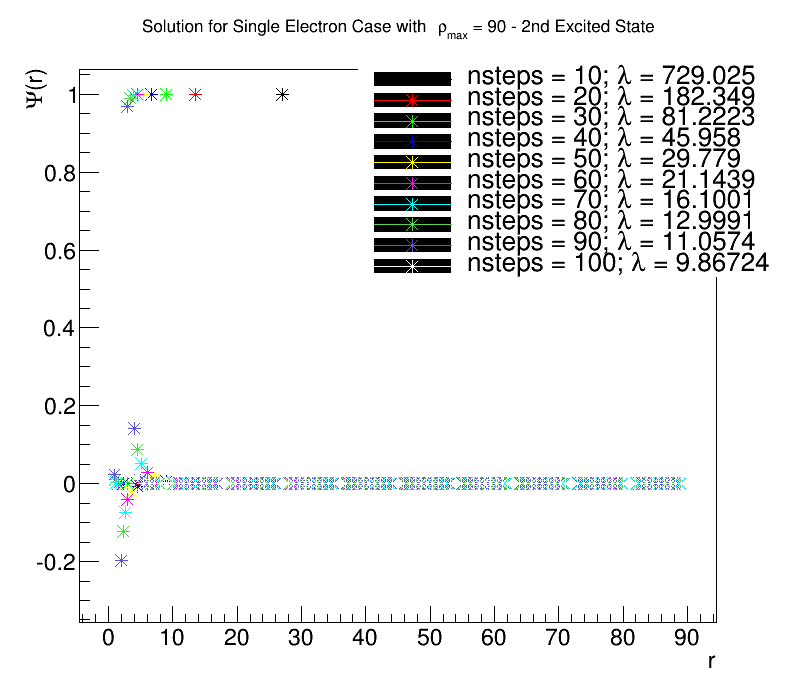 Solution for Single Electron Case with ρmax = 90 - 2nd Excited State
Ψ(r)
nsteps = 10; λ = 729.025
nsteps = 20; λ = 182.349
nsteps = 30; λ = 81.2223
nsteps = 40; λ = 45.958
nsteps = 50; λ = 29.779
nsteps = 60; λ = 21.1439
nsteps = 70; λ = 16.1001
nsteps = 80; λ = 12.9991
nsteps = 90; λ = 11.0574
nsteps = 100; λ = 9.86724
1
0.8
0.6
0.4
0.2
0
-0.2
0 10 20 30 40 50 60 70 80 90
r